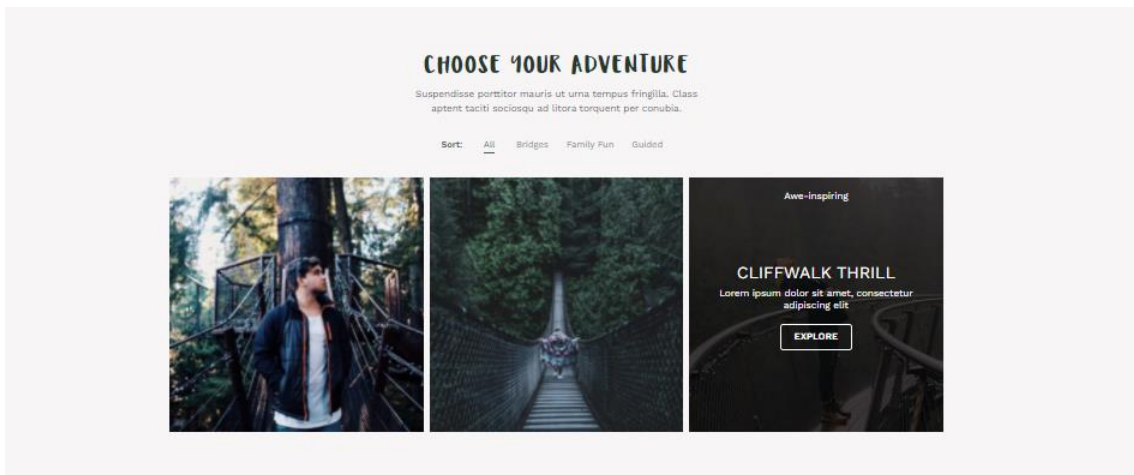 CHOOSE YOUR ADVENTURE
Suspendisse porttitor mauris ut urna tempus fringilla. Class
aptent taciti sociosqu ad litora torquent per conubia.
Sort: All Bridges Family Fun Guided
Awe-inspiring
CLIFFWALK THRILL
Lorem ipsum dolor sit amet, consectetur
adipiscing elit
EXPLORE